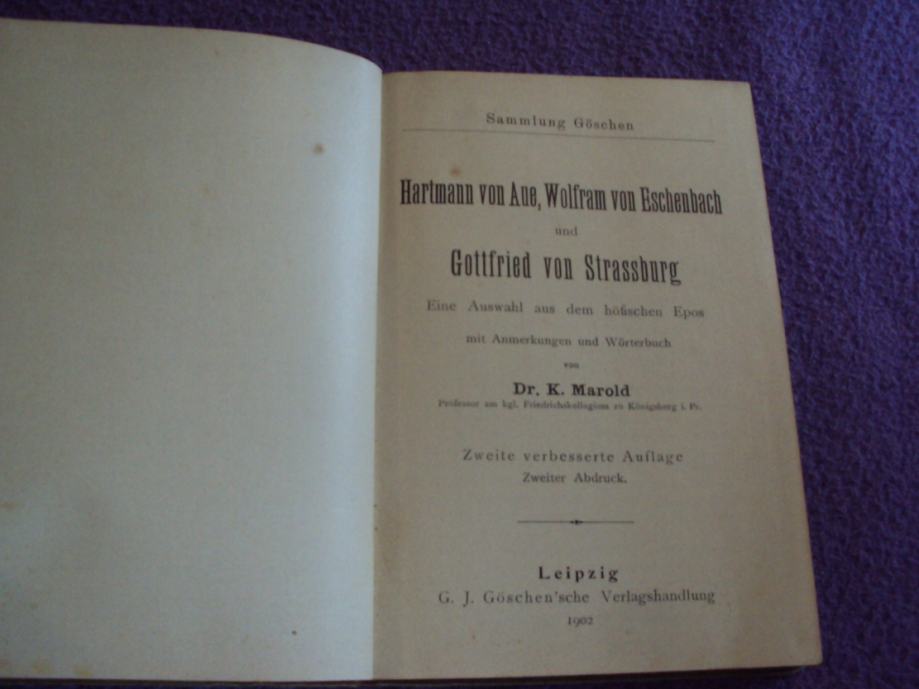 Sammlung Göschen
Hartmann von Aue, Wolfram von Eschenbach
und
Gottfried von Strassburg
Eine Auswahl aus dem höfischen Epos
mit Anmerkungen und Wörterbuch
von
Dr. K. Marold
Professor am kgl. Friedrichskollegium zu Königsberg i. Pr.
Zweite verbesserte Auflage
Zweiter Abdruck.
Leipzig
G. J. Göschen'sche Verlagshandlung
1902